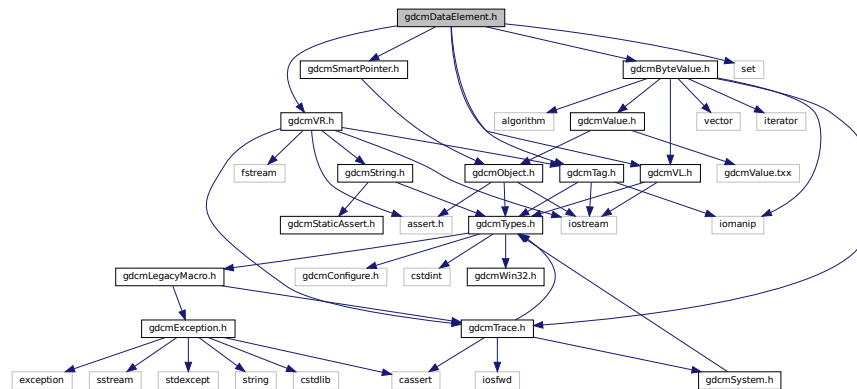 gdcmDataElement.h
gdcmSmartPointer.h
gdcmByteValue.h
set
algorithm
gdcmValue.h
vector
iterator
gdcmVR.h
fstream
gdcmString.h
gdcmObject.h
gdcmTag.h
gdcmVL.h
gdcmValue.txx
gdcmStaticAssert.h
assert.h
gdcmTypes.h
iostream
iomanip
gdcmLegacyMacro.h
gdcmConfigure.h
cstdint
gdcmWin32.h
gdcmException.h
gdcmTrace.h
exception
sstream
stdexcept
string
cstdlib
cassert
iosfwd
gdcmSystem.h